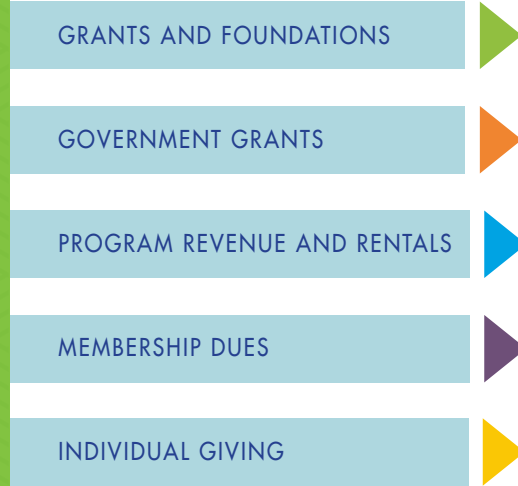 GRANTS AND FOUNDATIONS
GOVERNMENT GRANTS
PROGRAM REVENUE AND RENTALS
MEMBERSHIP DUES
INDIVIDUAL GIVING